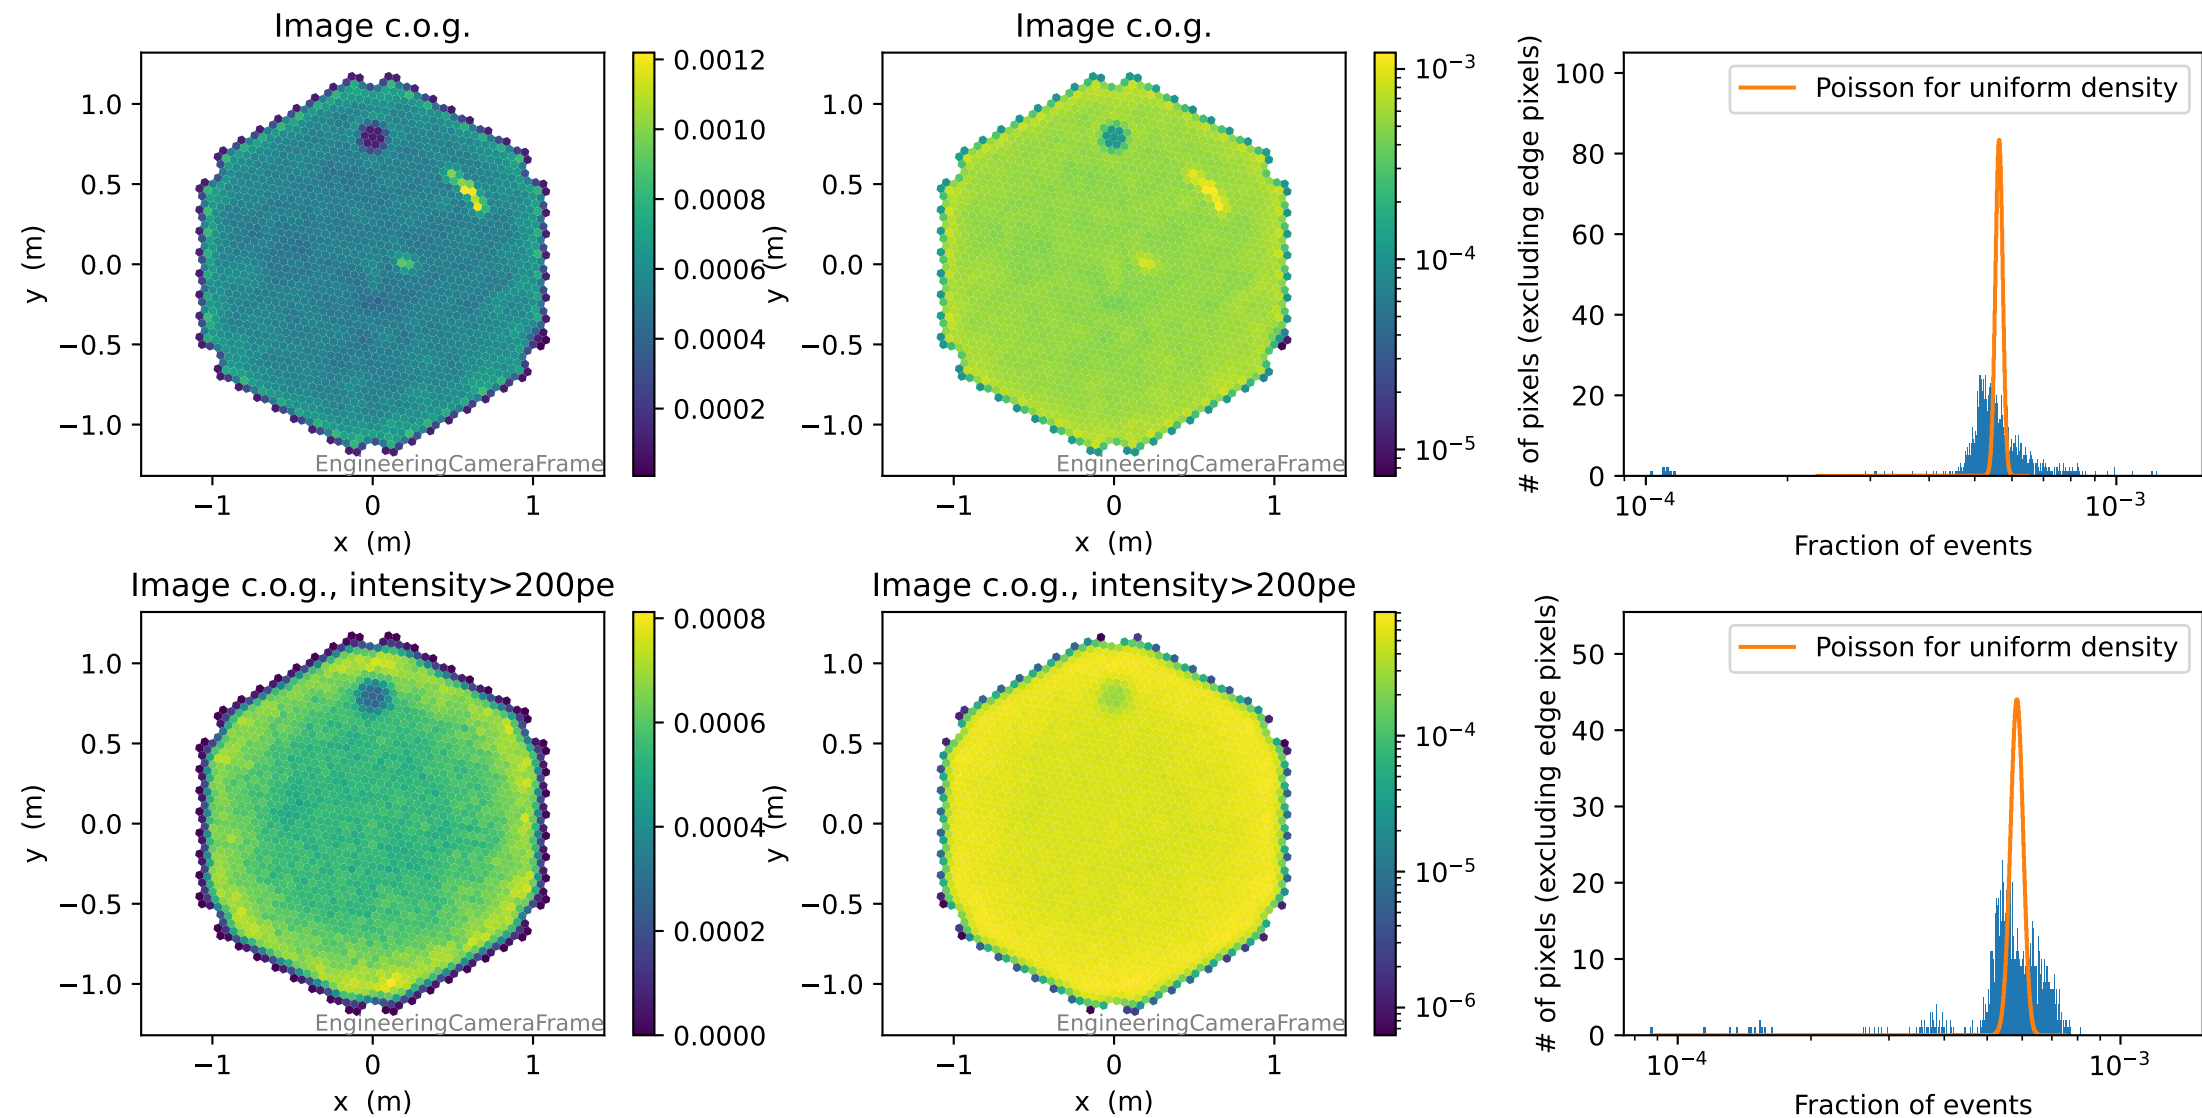 Image c.o.g.
1.0
0.5
0.0
−0.5
−1.0
y (m)
−1
0
1
x (m)
EngineeringCameraFrame
0.0012
0.0010
0.0008
0.0006
0.0004
0.0002
Image c.o.g.
1.0
0.5
0.0
−0.5
−1.0
y (m)
−1
0
1
x (m)
EngineeringCameraFrame
10⁻³
10⁻⁴
10⁻⁵
Poisson for uniform density
100
80
60
40
20
0
# of pixels (excluding edge pixels)
10⁻⁴
10⁻³
Fraction of events
Image c.o.g., intensity>200pe
1.0
0.5
0.0
−0.5
−1.0
y (m)
−1
0
1
x (m)
EngineeringCameraFrame
0.0008
0.0006
0.0004
0.0002
0.0000
Image c.o.g., intensity>200pe
1.0
0.5
0.0
−0.5
−1.0
y (m)
−1
0
1
x (m)
EngineeringCameraFrame
10⁻⁴
10⁻⁵
10⁻⁶
Poisson for uniform density
50
40
30
20
10
0
# of pixels (excluding edge pixels)
10⁻⁴
10⁻³
Fraction of events